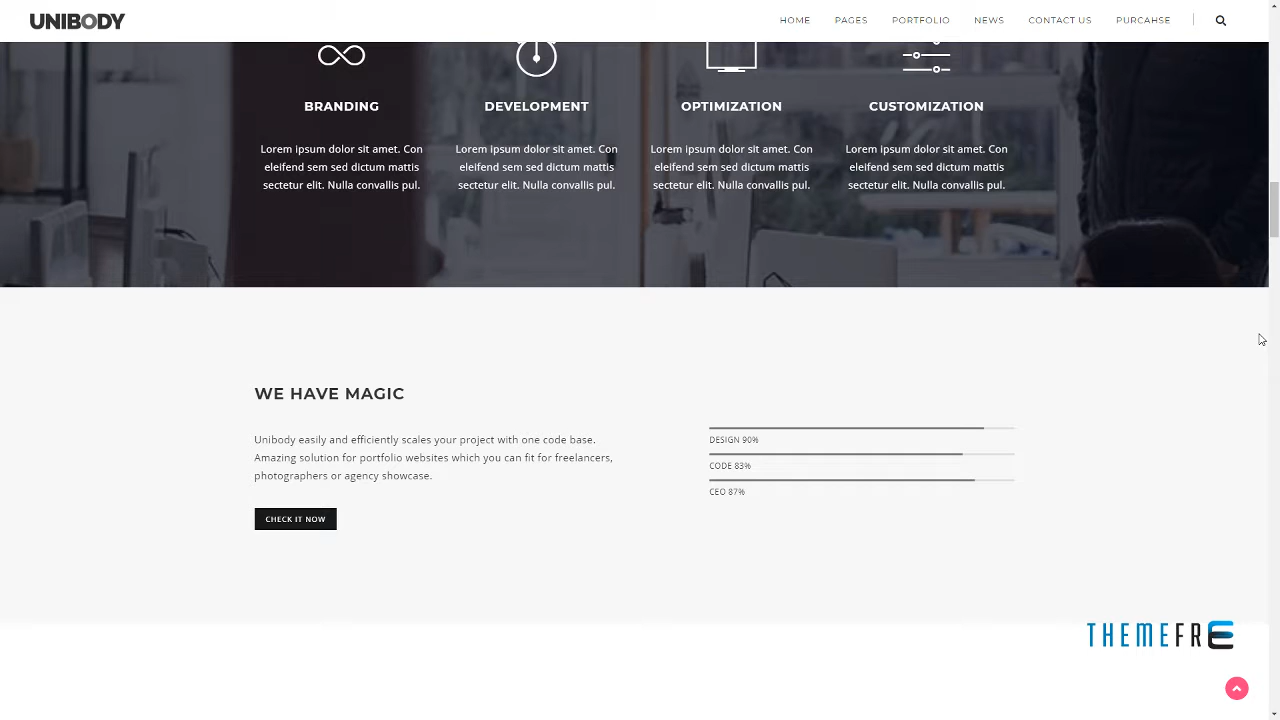 UNIBODY
HOME PAGES PORTFOLIO NEWS CONTACT US PURCAHSE
BRANDING
Lorem ipsum dolor sit amet. Con
eleifend sem sed dictum mattis
sectetur elit. Nulla convallis pul.
DEVELOPMENT
Lorem ipsum dolor sit amet. Con
eleifend sem sed dictum mattis
sectetur elit. Nulla convallis pul.
OPTIMIZATION
Lorem ipsum dolor sit amet. Con
eleifend sem sed dictum mattis
sectetur elit. Nulla convallis pul.
CUSTOMIZATION
Lorem ipsum dolor sit amet. Con
eleifend sem sed dictum mattis
sectetur elit. Nulla convallis pul.
WE HAVE MAGIC
Unibody easily and efficiently scales your project with one code base.
Amazing solution for portfolio websites which you can fit for freelancers,
photographers or agency showcase.
CHECK IT NOW
DESIGN 90%
CODE 83%
CEO 87%
THEMEFRE